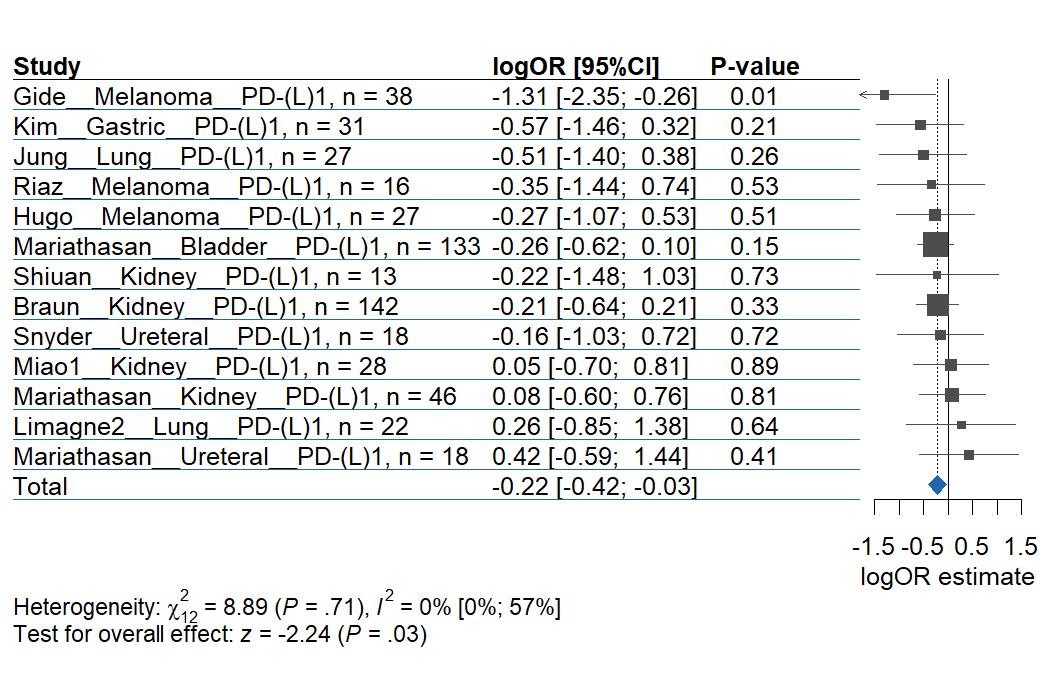 Study logOR [95%CI] P-value
Gide__Melanoma__PD-(L)1, n = 38 -1.31 [-2.35; -0.26] 0.01
Kim__Gastric__PD-(L)1, n = 31 -0.57 [-1.46; 0.32] 0.21
Jung__Lung__PD-(L)1, n = 27 -0.51 [-1.40; 0.38] 0.26
Riaz__Melanoma__PD-(L)1, n = 16 -0.35 [-1.44; 0.74] 0.53
Hugo__Melanoma__PD-(L)1, n = 27 -0.27 [-1.07; 0.53] 0.51
Mariathasan__Bladder__PD-(L)1, n = 133 -0.26 [-0.62; 0.10] 0.15
Shiuan__Kidney__PD-(L)1, n = 13 -0.22 [-1.48; 1.03] 0.73
Braun__Kidney__PD-(L)1, n = 142 -0.21 [-0.64; 0.21] 0.33
Snyder__Ureteral__PD-(L)1, n = 18 -0.16 [-1.03; 0.72] 0.72
Miao1__Kidney__PD-(L)1, n = 28 0.05 [-0.70; 0.81] 0.89
Mariathasan__Kidney__PD-(L)1, n = 46 0.08 [-0.60; 0.76] 0.81
Limagne2__Lung__PD-(L)1, n = 22 0.26 [-0.85; 1.38] 0.64
Mariathasan__Ureteral__PD-(L)1, n = 18 0.42 [-0.59; 1.44] 0.41
Total -0.22 [-0.42; -0.03]
-1.5 -0.5 0.5 1.5
logOR estimate
Heterogeneity: χ²₁₂ = 8.89 (P = .71), I² = 0% [0%; 57%]
Test for overall effect: z = -2.24 (P = .03)